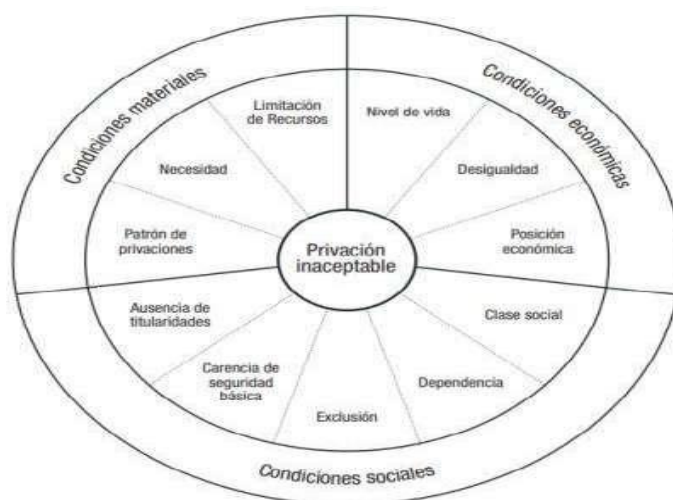 Condiciones materiales
Condiciones económicas
Limitación
de Recursos
Nivel de vida
Necesidad
Desigualdad
Patrón de
privaciones
Privación
inaceptable
Posición
económica
Ausencia de
titularidades
Clase social
Carencia de
seguridad
básica
Dependencia
Exclusión
Condiciones sociales